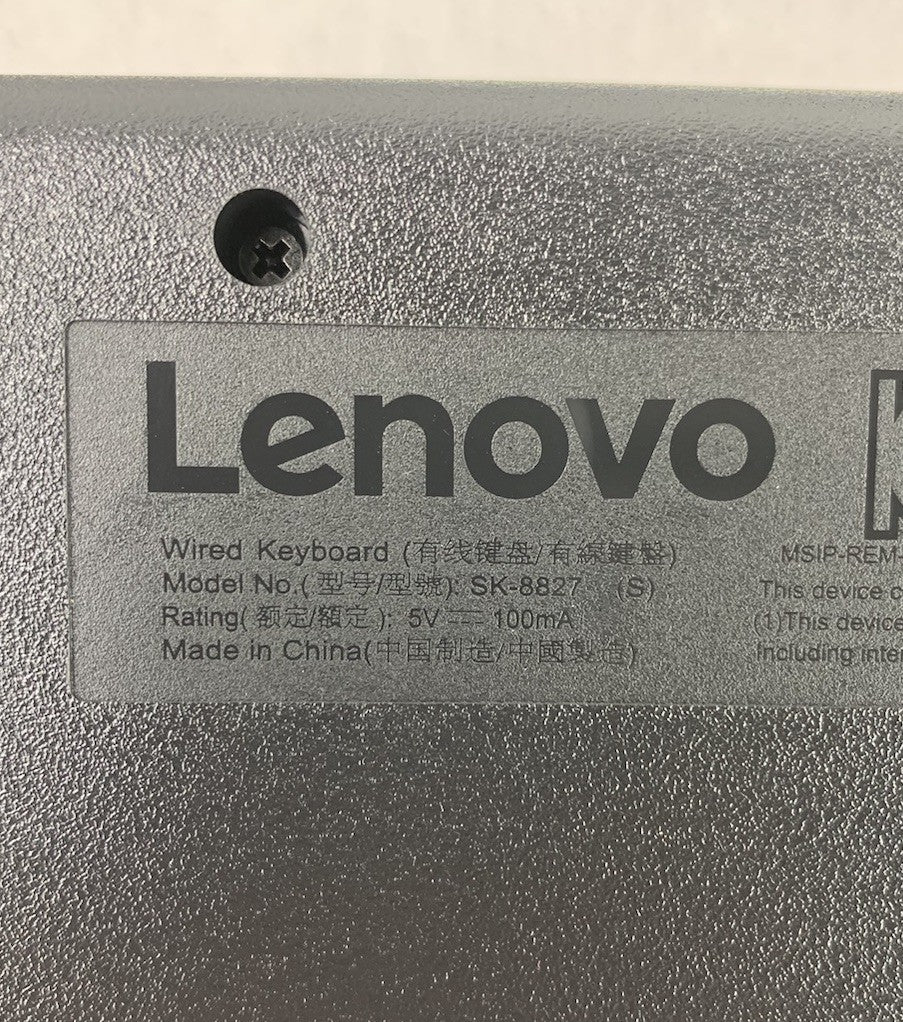 Lenovo
Wired Keyboard (有线键盘/有線鍵盤)
Model No.( 型号/型號): SK-8827 (S)
Rating( 额定/額定 ): 5V ⎓ 100mA
Made in China(中国制造/中國製造)
MSIP-REM-
This device c
(1)This device
Including inter